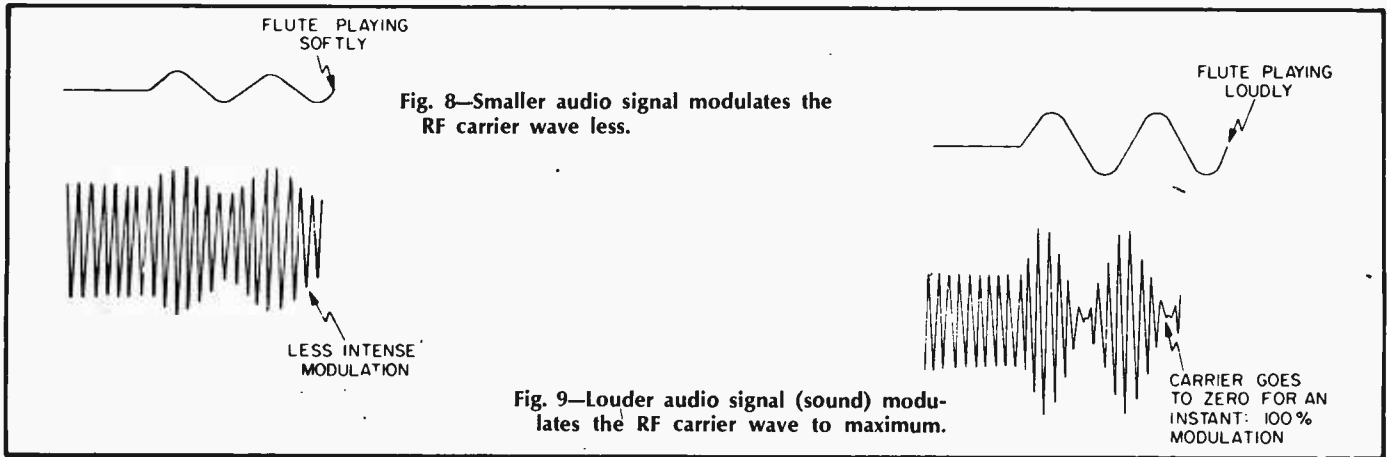 FLUTE PLAYING
SOFTLY
Fig. 8—Smaller audio signal modulates the
RF carrier wave less.
LESS INTENSE
MODULATION
FLUTE PLAYING
LOUDLY
Fig. 9—Louder audio signal (sound) modu-
lates the RF carrier wave to maximum.
CARRIER GOES
TO ZERO FOR AN
INSTANT: 100%
MODULATION